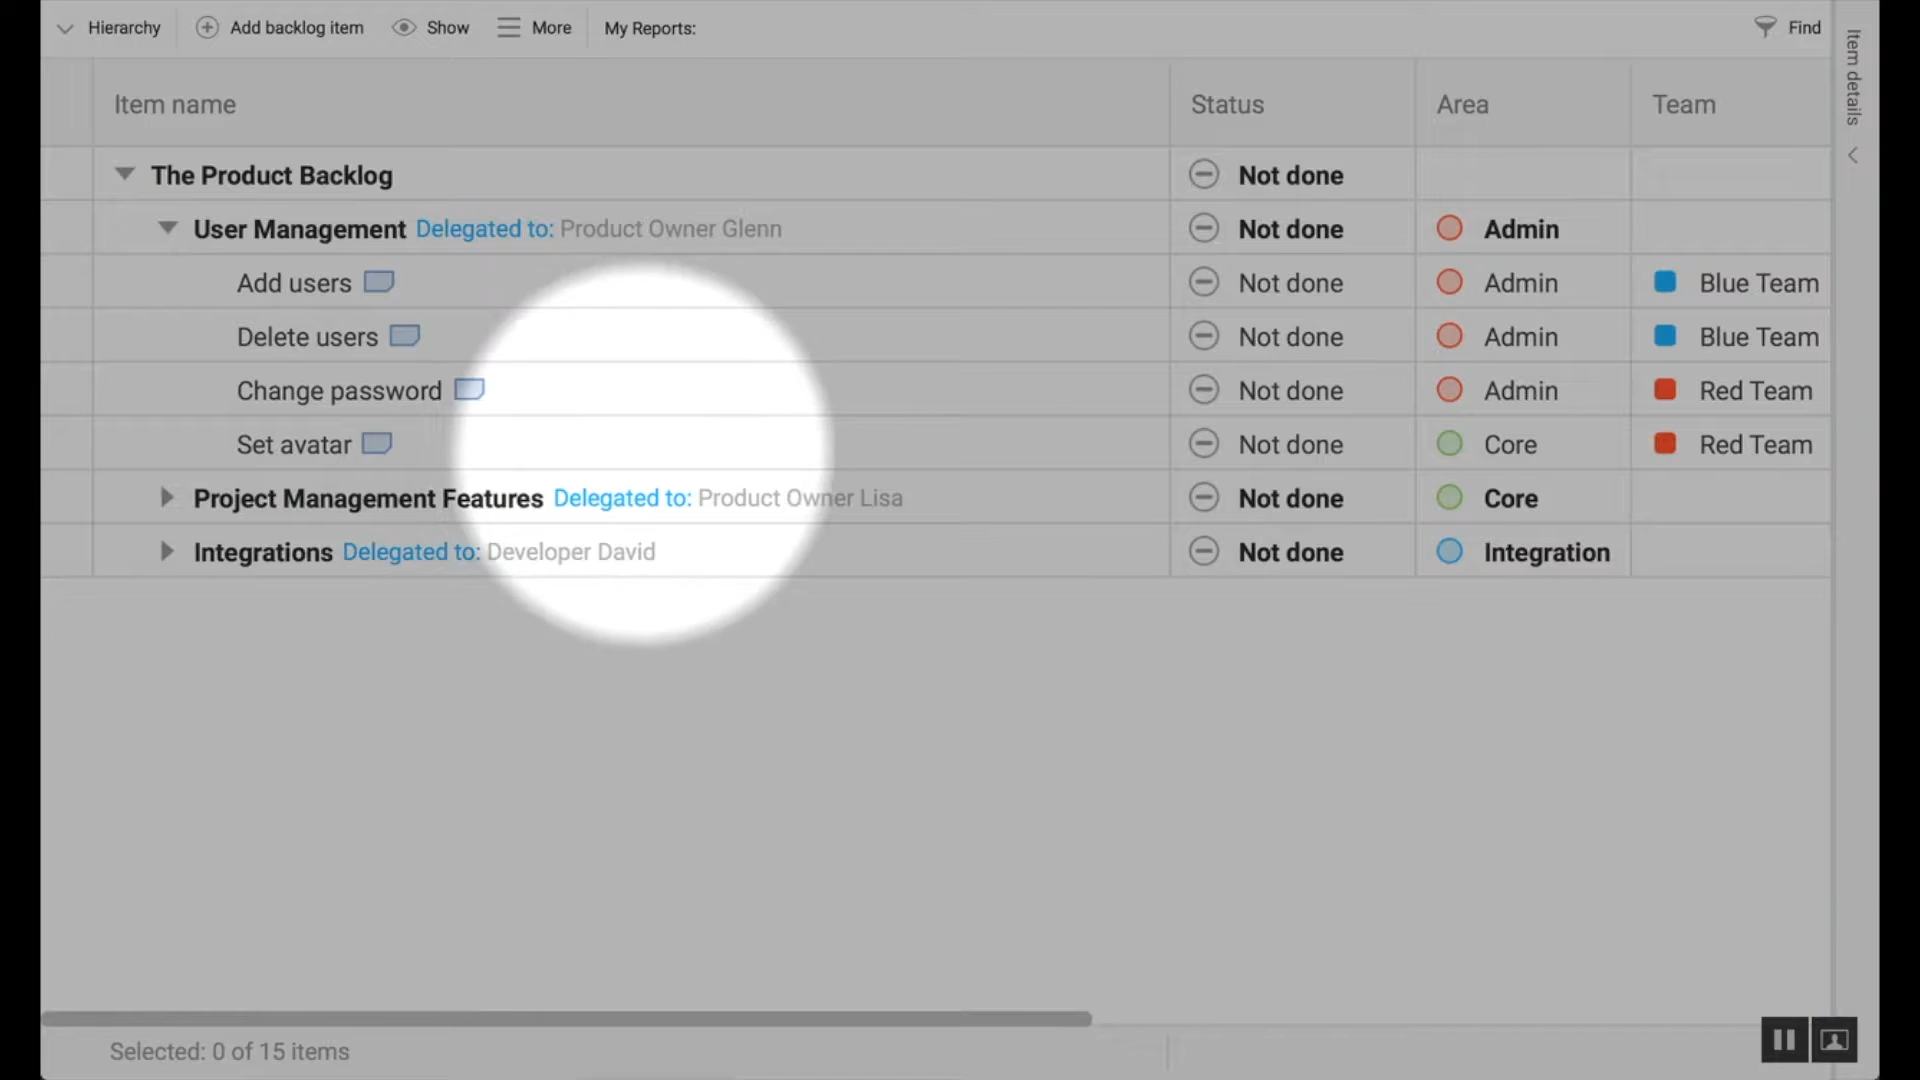 Hierarchy Add backlog item Show More My Reports: Find
Item details
Item name Status Area Team
The Product Backlog Not done
User Management Delegated to: Product Owner Glenn Not done Admin
Add users Not done Admin Blue Team
Delete users Not done Admin Blue Team
Change password Not done Admin Red Team
Set avatar Not done Core Red Team
Project Management Features Delegated to: Product Owner Lisa Not done Core
Integrations Delegated to: Developer David Not done Integration
Selected: 0 of 15 items